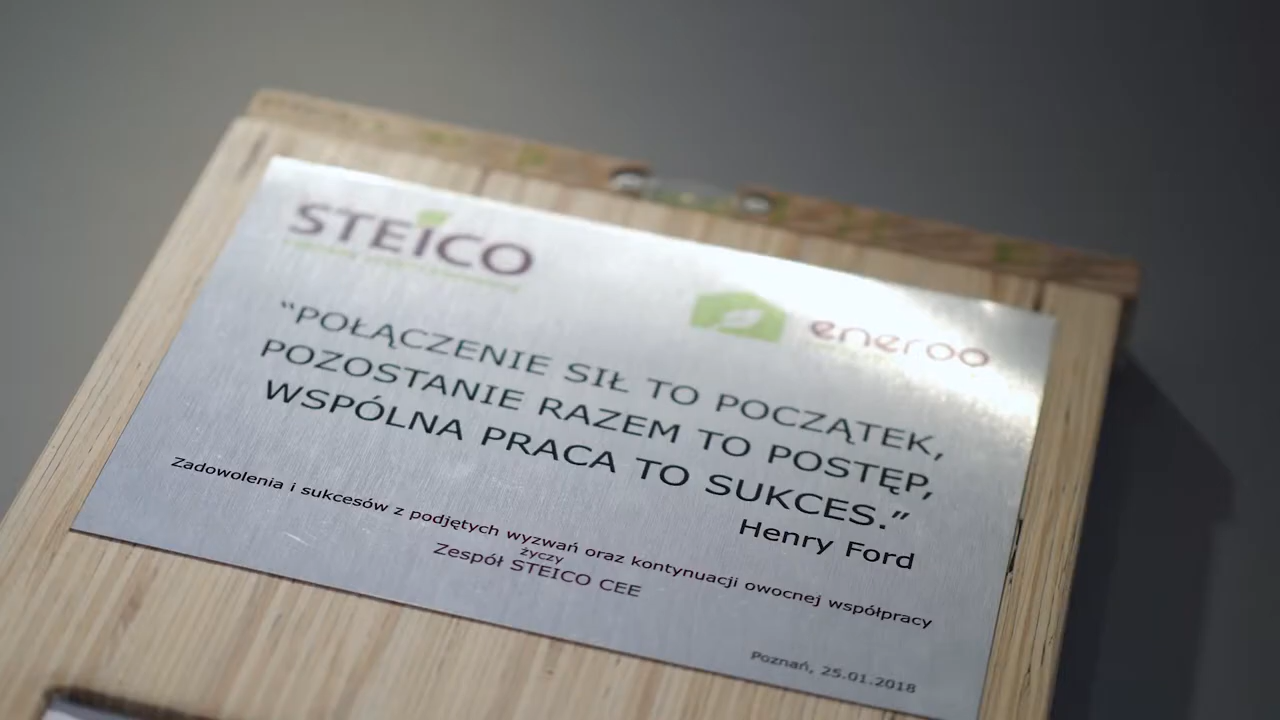 STEICO
eneroo
“POŁĄCZENIE SIŁ TO POCZĄTEK,
POZOSTANIE RAZEM TO POSTĘP,
WSPÓLNA PRACA TO SUKCES.”
Henry Ford
Zadowolenia i sukcesów z podjętych wyzwań oraz kontynuacji owocnej współpracy
życzy
Zespół STEICO CEE
Poznań, 25.01.2018